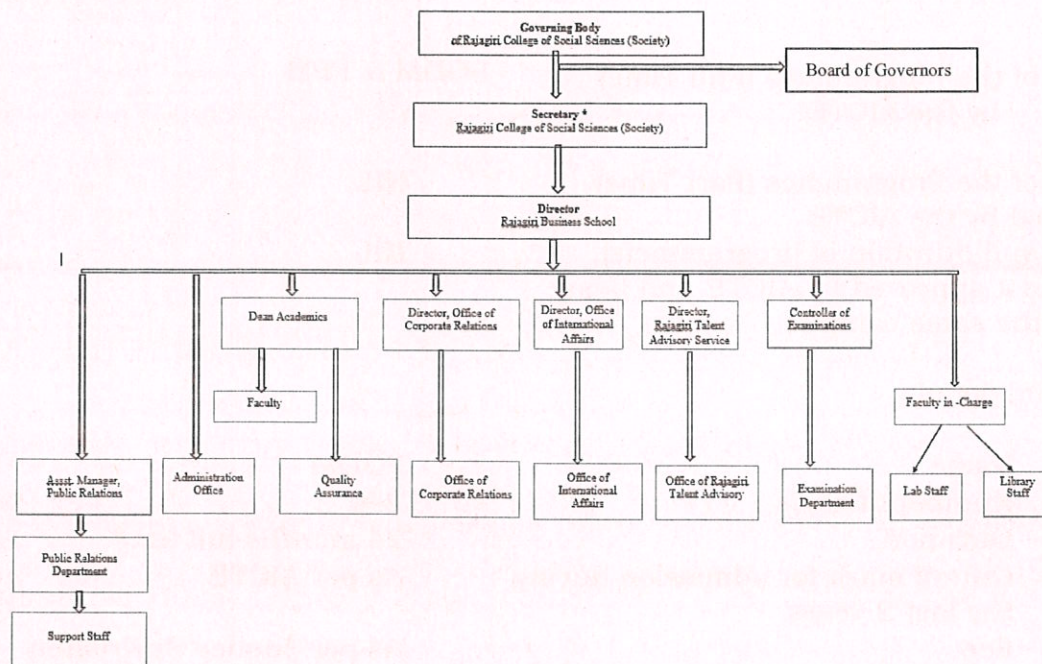 Governing Body
of Rajagiri College of Social Sciences (Society)
Board of Governors
Secretary *
Rajagiri College of Social Sciences (Society)
Director
Rajagiri Business School
Dean Academics
Director, Office of
Corporate Relations
Director, Office
of International
Affairs
Director,
Rajagiri Talent
Advisory Service
Controller of
Examinations
Faculty
Faculty in -Charge
Assst. Manager,
Public Relations
Administration
Office
Quality
Assurance
Office of
Corporate Relations
Office of
International
Affairs
Office of Rajagiri
Talent Advisory
Examination
Department
Lab Staff
Library
Staff
Public Relations
Department
Support Staff